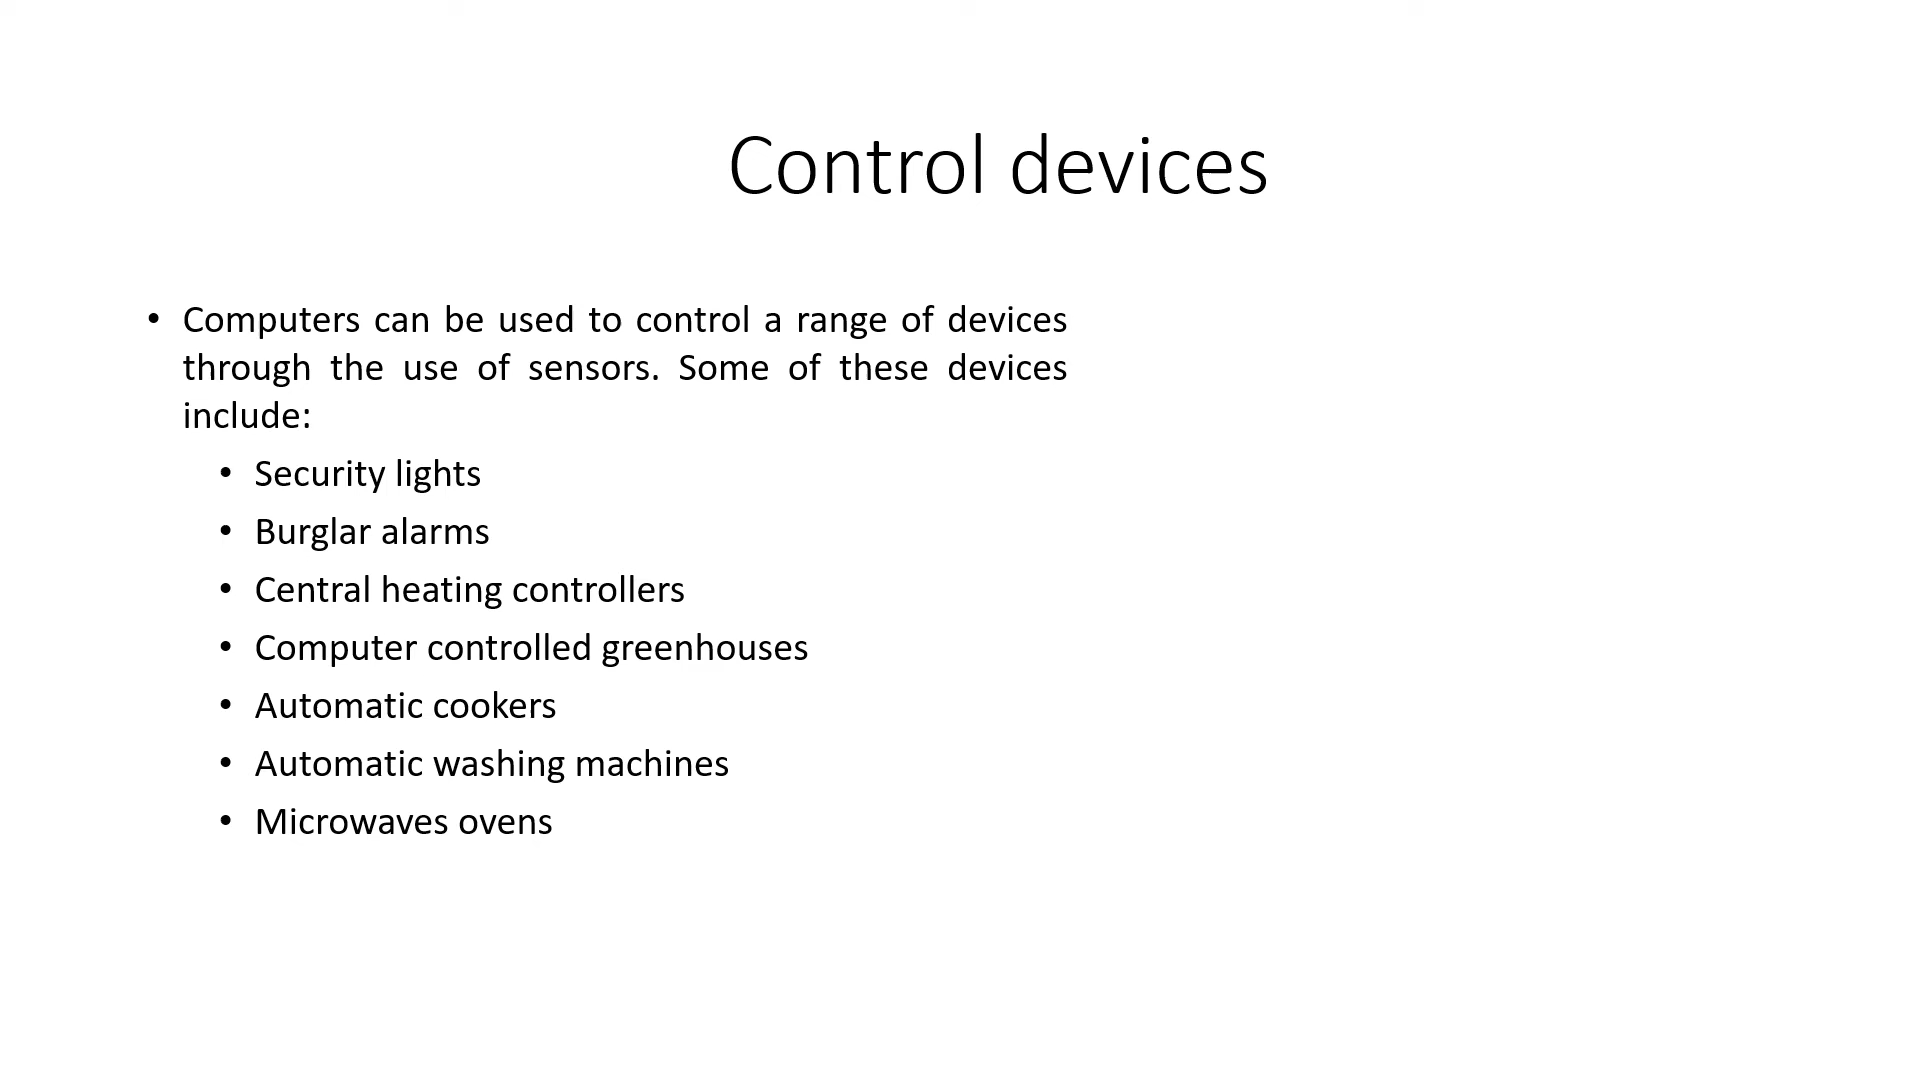 Control devices
• Computers can be used to control a range of devices
through the use of sensors. Some of these devices
include:
• Security lights
• Burglar alarms
• Central heating controllers
• Computer controlled greenhouses
• Automatic cookers
• Automatic washing machines
• Microwaves ovens